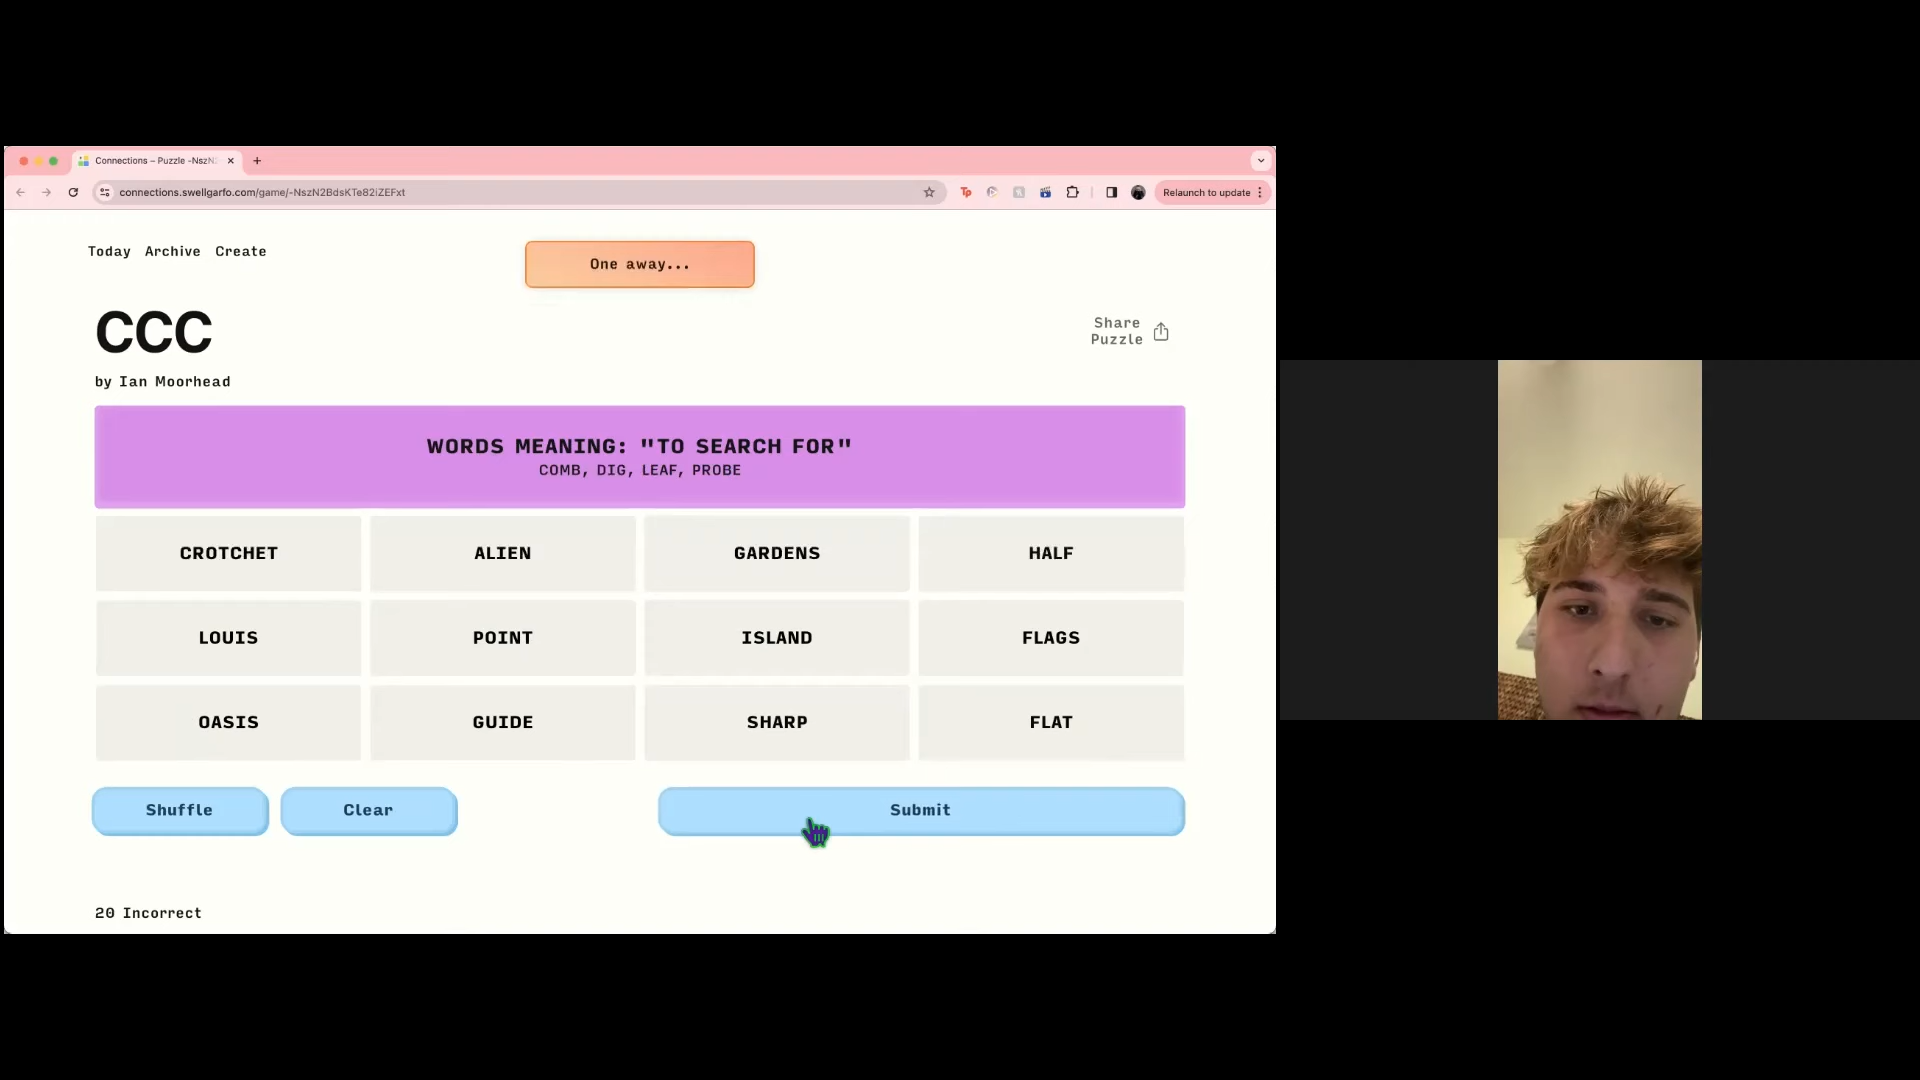 Connections – Puzzle -NszN
connections.swellgarfo.com/game/-NszN2BdsKTe82iZEFxt
Tp
Relaunch to update
Today Archive Create
One away...
CCC
Share
Puzzle
by Ian Moorhead
WORDS MEANING: "TO SEARCH FOR"
COMB, DIG, LEAF, PROBE
CROTCHET ALIEN GARDENS HALF
LOUIS POINT ISLAND FLAGS
OASIS GUIDE SHARP FLAT
Shuffle Clear Submit
20 Incorrect